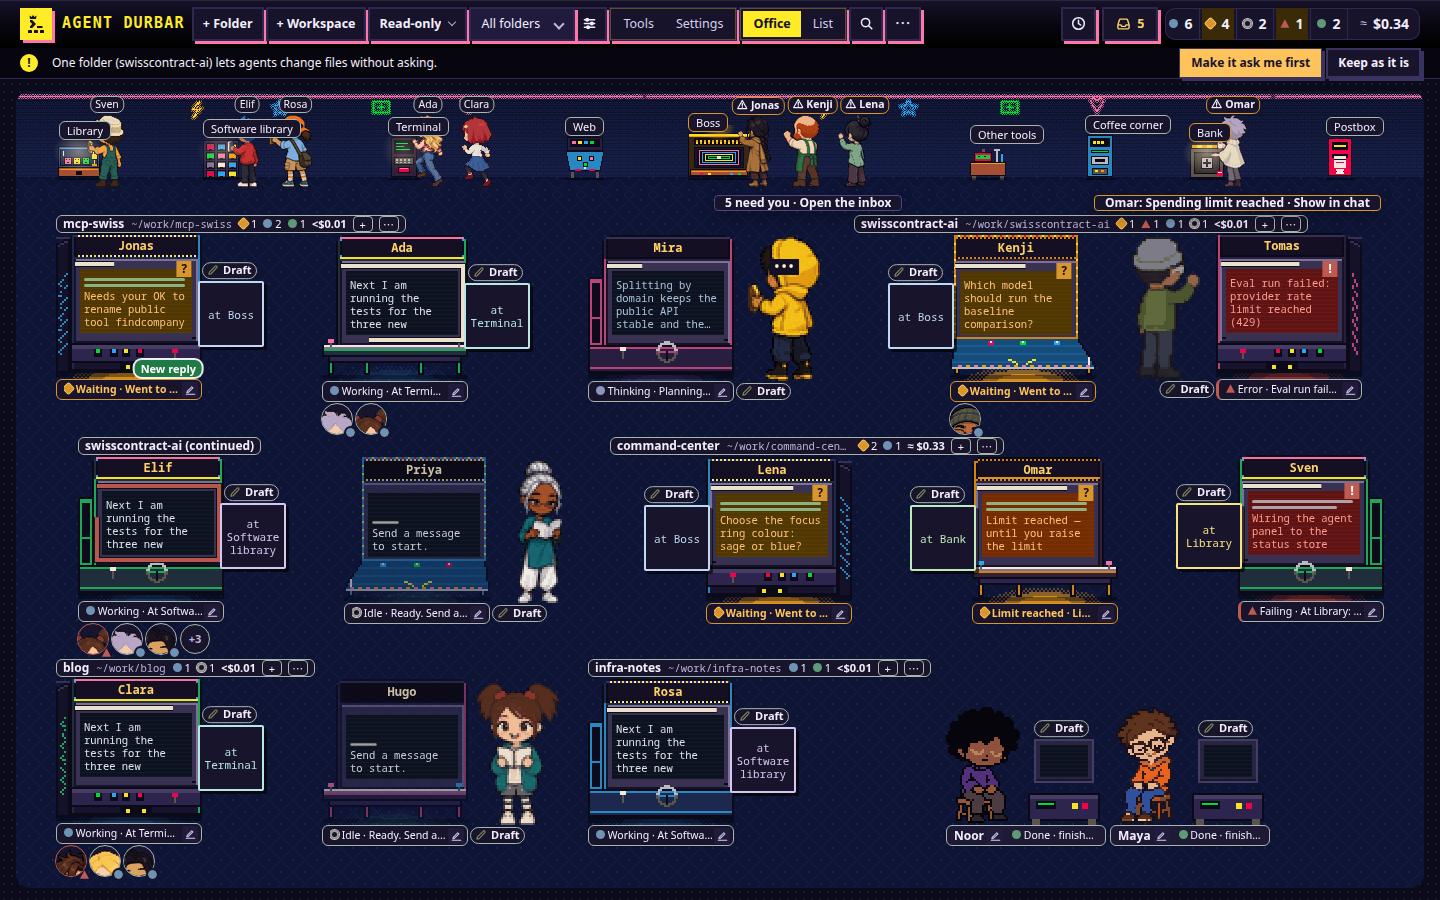 AGENT DURBAR
+ Folder
+ Workspace
Read-only
All folders
Tools
Settings
Office
List
5
6
4
2
1
2
≈ $0.34
! One folder (swisscontract-ai) lets agents change files without asking.
Make it ask me first
Keep as it is
Sven
Elif
Rosa
Ada
Clara
Jonas
Kenji
Lena
Omar
Library
Software library
Terminal
Web
Boss
Other tools
Coffee corner
Bank
Postbox
5 need you · Open the inbox
Omar: Spending limit reached · Show in chat
mcp-swiss ~/work/mcp-swiss 1 2 1 <$0.01 + ...
swisscontract-ai ~/work/swisscontract-ai 1 1 1 1 <$0.01 + ...
Jonas
?
Needs your OK to
rename public
tool findcompany
Draft
at Boss
New reply
Waiting · Went to ...
Ada
Next I am
running the
tests for the
three new
Draft
at
Terminal
Working · At Termi...
Mira
Splitting by
domain keeps the
public API
stable and the…
Thinking · Planning...
Draft
Draft
at Boss
Kenji
?
Which model
should run the
baseline
comparison?
Waiting · Went to ...
Draft
Tomas
!
Eval run failed:
provider rate
limit reached
(429)
Error · Eval run fail...
swisscontract-ai (continued)
command-center ~/work/command-cen… 2 1 ≈ $0.33 + ...
Elif
Next I am
running the
tests for the
three new
Draft
at
Software
library
Working · At Softwa...
+3
Priya
Send a message
to start.
Idle · Ready. Send a...
Draft
Draft
at Boss
Lena
?
Choose the focus
ring colour:
sage or blue?
Waiting · Went to ...
Draft
at Bank
Omar
?
Limit reached —
until you raise
the limit
Limit reached · Li...
Draft
at
Library
Sven
!
Wiring the agent
panel to the
status store
Failing · At Library: ...
blog ~/work/blog 1 1 <$0.01 + ...
infra-notes ~/work/infra-notes 1 1 <$0.01 + ...
Clara
Next I am
running the
tests for the
three new
Draft
at
Terminal
Working · At Termi...
Hugo
Send a message
to start.
Idle · Ready. Send a...
Draft
Rosa
Next I am
running the
tests for the
three new
Draft
at
Software
library
Working · At Softwa...
Draft
Noor
Done · finish...
Draft
Maya
Done · finish...